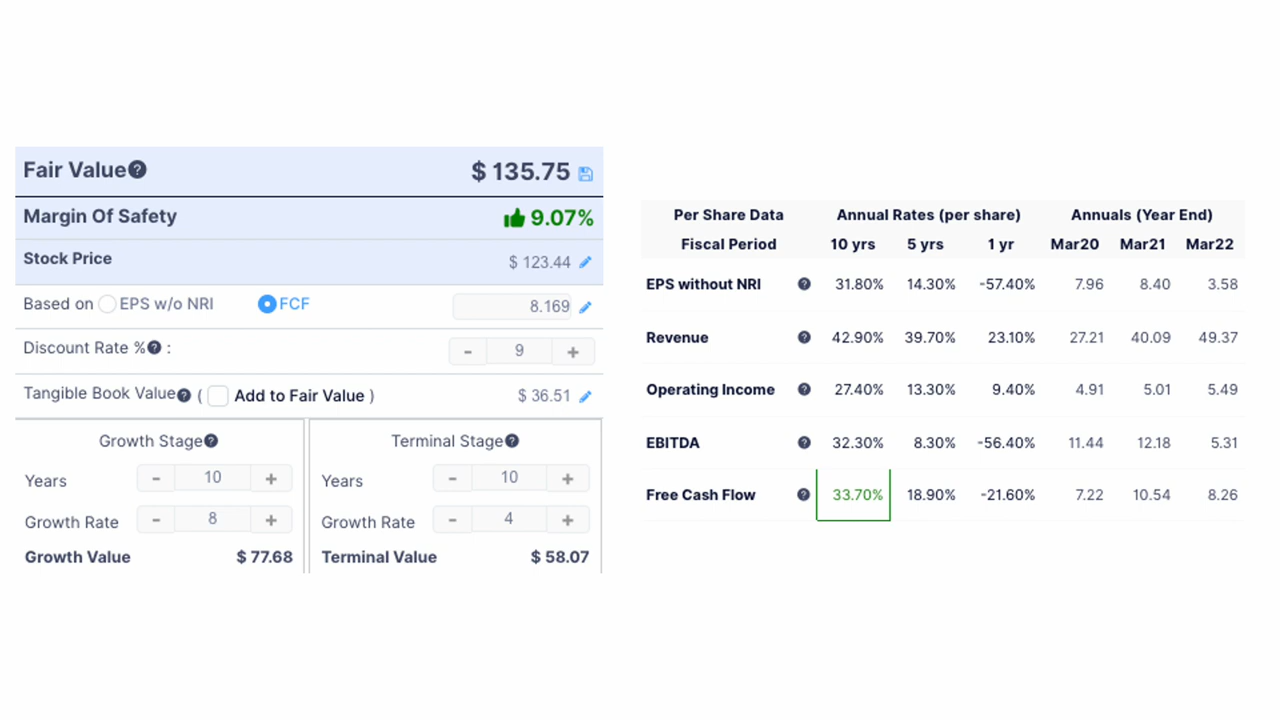 Fair Value $ 135.75
Margin Of Safety 9.07%
Stock Price $ 123.44
Based on EPS w/o NRI FCF 8.169
Discount Rate % : - 9 +
Tangible Book Value ( Add to Fair Value ) $ 36.51
Growth Stage
Years - 10 +
Growth Rate - 8 +
Growth Value $ 77.68
Terminal Stage
Years - 10 +
Growth Rate - 4 +
Terminal Value $ 58.07
Per Share Data Annual Rates (per share) Annuals (Year End)
Fiscal Period 10 yrs 5 yrs 1 yr Mar20 Mar21 Mar22
EPS without NRI 31.80% 14.30% -57.40% 7.96 8.40 3.58
Revenue 42.90% 39.70% 23.10% 27.21 40.09 49.37
Operating Income 27.40% 13.30% 9.40% 4.91 5.01 5.49
EBITDA 32.30% 8.30% -56.40% 11.44 12.18 5.31
Free Cash Flow 33.70% 18.90% -21.60% 7.22 10.54 8.26